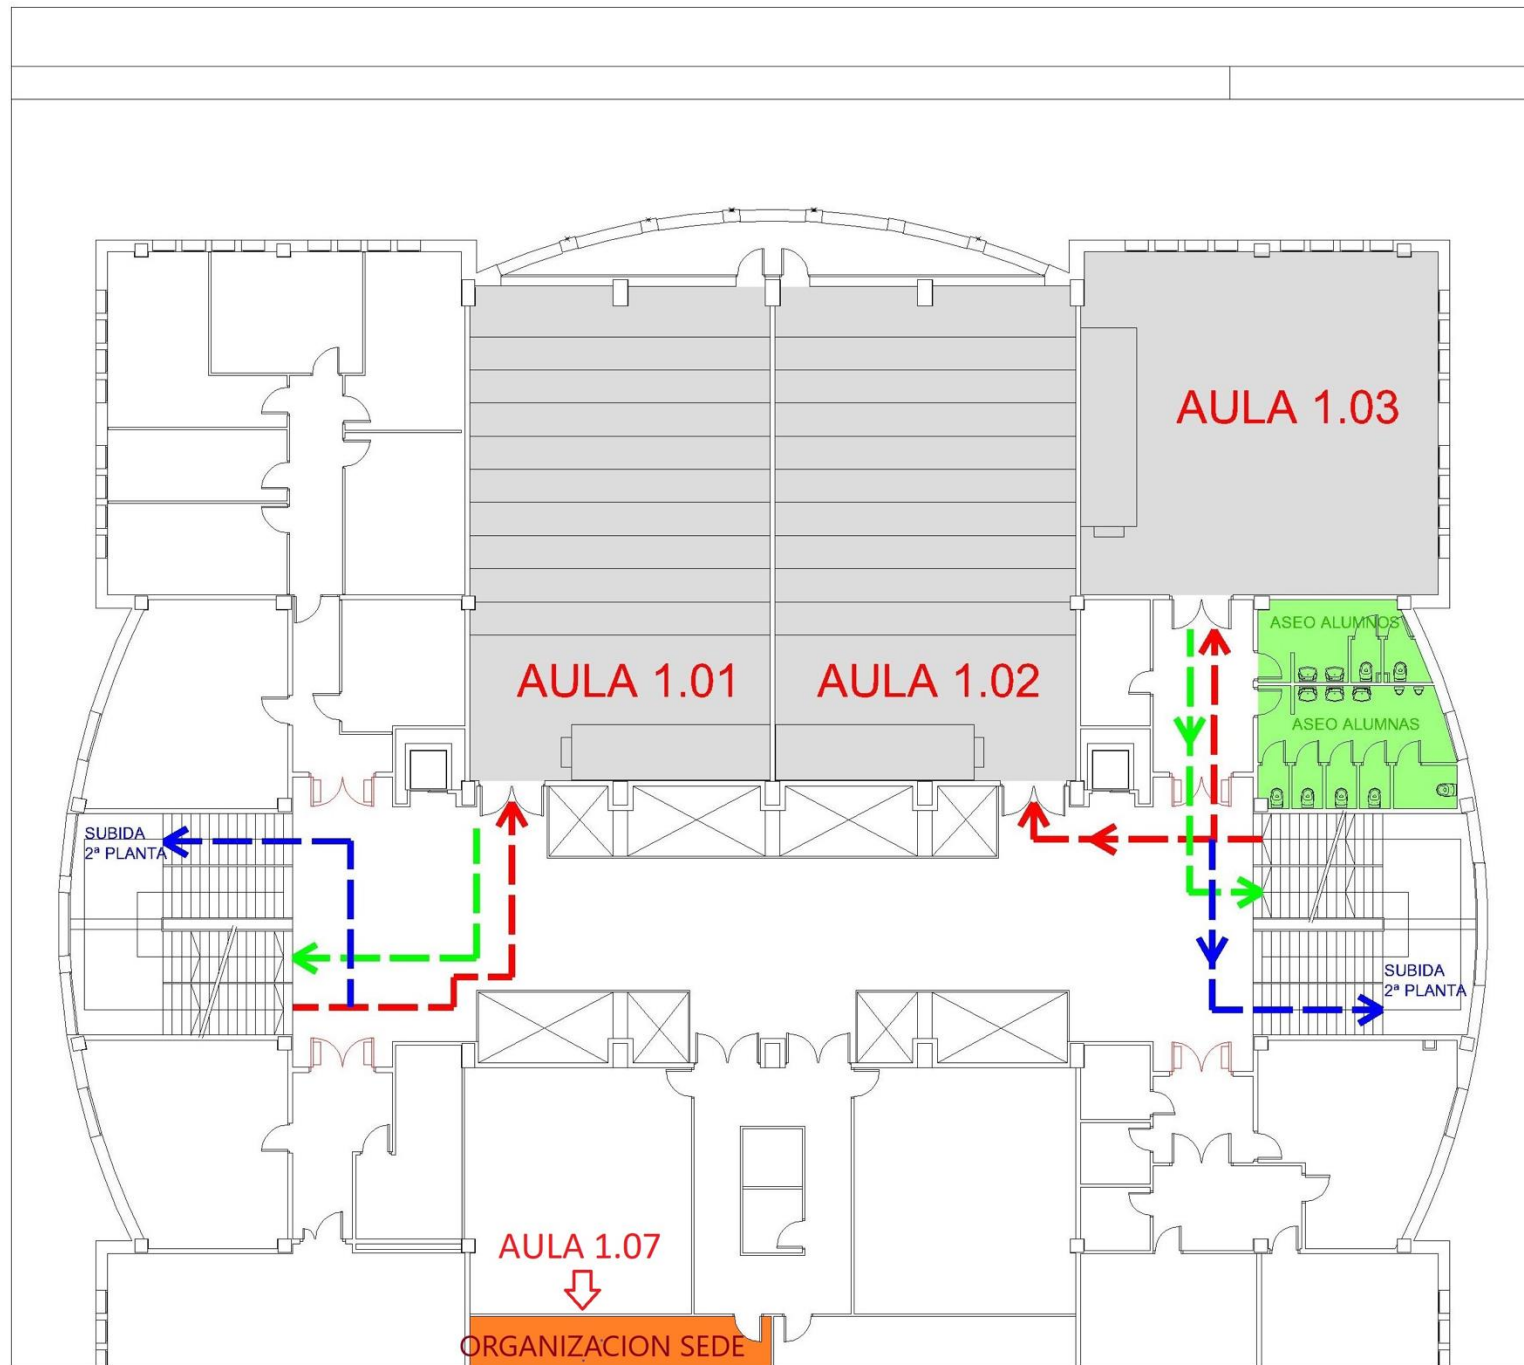 AULA 1.03
ASEO ALUMNOS
AULA 1.01
AULA 1.02
ASEO ALUMNAS
SUBIDA
2ª PLANTA
SUBIDA
2ª PLANTA
AULA 1.07
ORGANIZACION SEDE